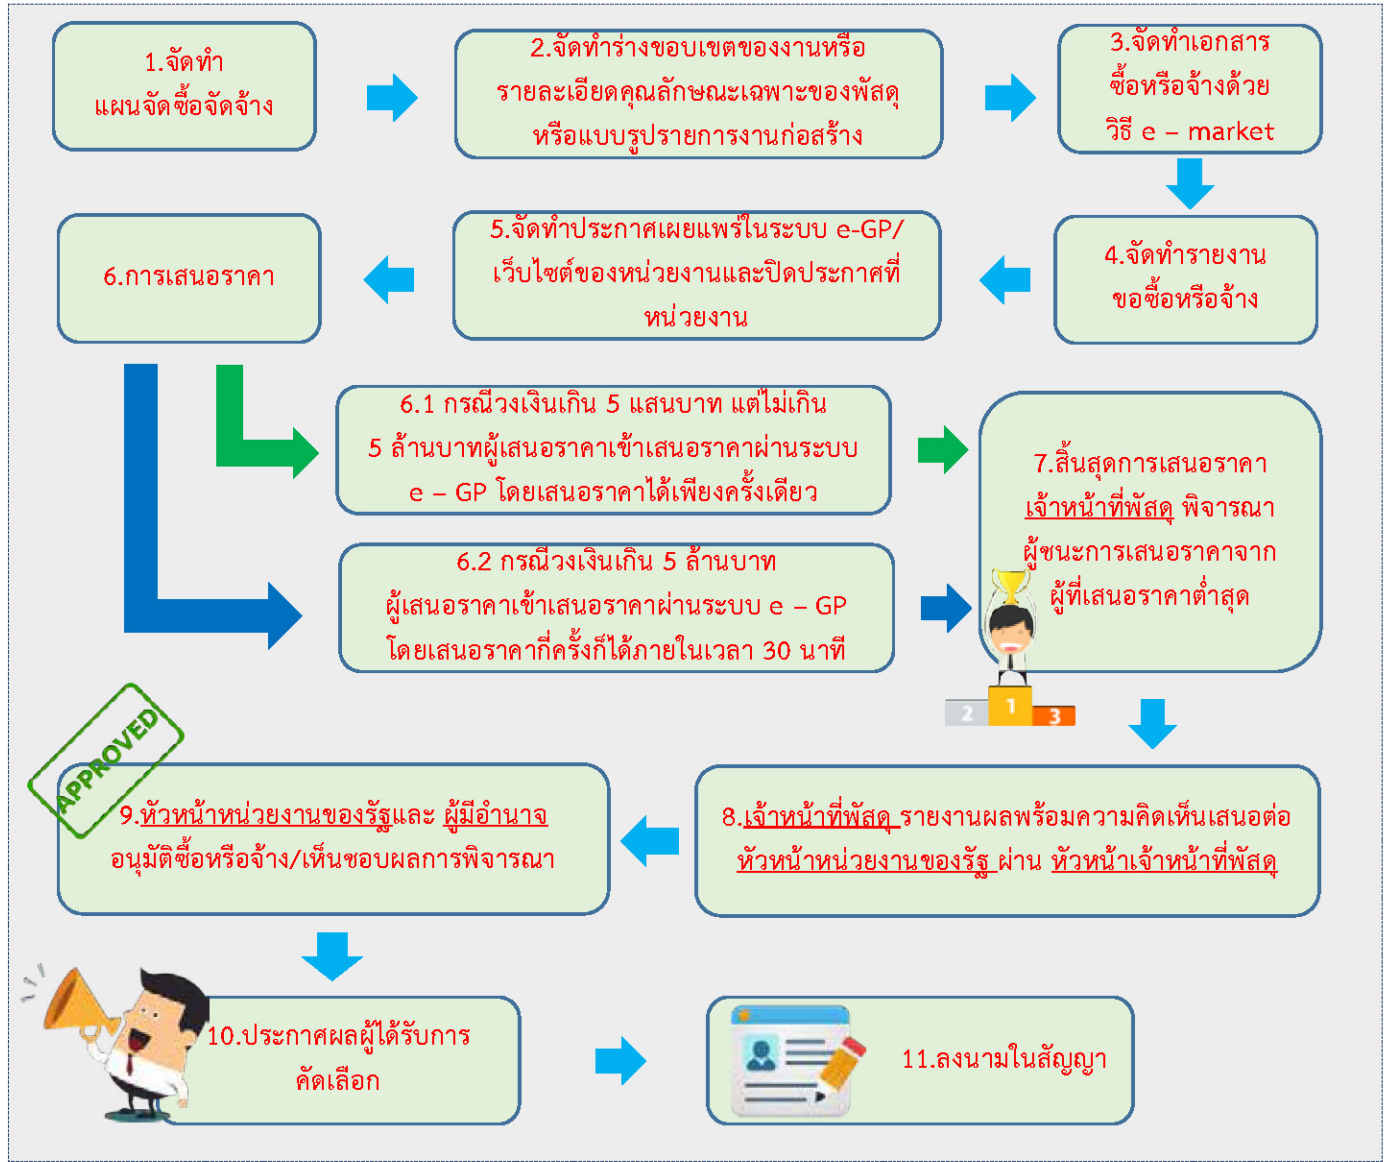 1.จัดทำ
แผนจัดซื้อจัดจ้าง
2.จัดทำร่างขอบเขตของงานหรือ
รายละเอียดคุณลักษณะเฉพาะของพัสดุ
หรือแบบรูปรายการงานก่อสร้าง
3.จัดทำเอกสาร
ซื้อหรือจ้างด้วย
วิธี e – market
4.จัดทำรายงาน
ขอซื้อหรือจ้าง
5.จัดทำประกาศเผยแพร่ในระบบ e-GP/
เว็บไซต์ของหน่วยงานและปิดประกาศที่
หน่วยงาน
6.การเสนอราคา
6.1 กรณีวงเงินเกิน 5 แสนบาท แต่ไม่เกิน
5 ล้านบาทผู้เสนอราคาเข้าเสนอราคาผ่านระบบ
e – GP โดยเสนอราคาได้เพียงครั้งเดียว
6.2 กรณีวงเงินเกิน 5 ล้านบาท
ผู้เสนอราคาเข้าเสนอราคาผ่านระบบ e – GP
โดยเสนอราคากี่ครั้งก็ได้ภายในเวลา 30 นาที
7.สิ้นสุดการเสนอราคา
เจ้าหน้าที่พัสดุ พิจารณา
ผู้ชนะการเสนอราคาจาก
ผู้ที่เสนอราคาต่ำสุด
2 1 3
8.เจ้าหน้าที่พัสดุ รายงานผลพร้อมความคิดเห็นเสนอต่อ
หัวหน้าหน่วยงานของรัฐ ผ่าน หัวหน้าเจ้าหน้าที่พัสดุ
APPROVED
9.หัวหน้าหน่วยงานของรัฐและ ผู้มีอำนาจ
อนุมัติซื้อหรือจ้าง/เห็นชอบผลการพิจารณา
10.ประกาศผลผู้ได้รับการ
คัดเลือก
11.ลงนามในสัญญา